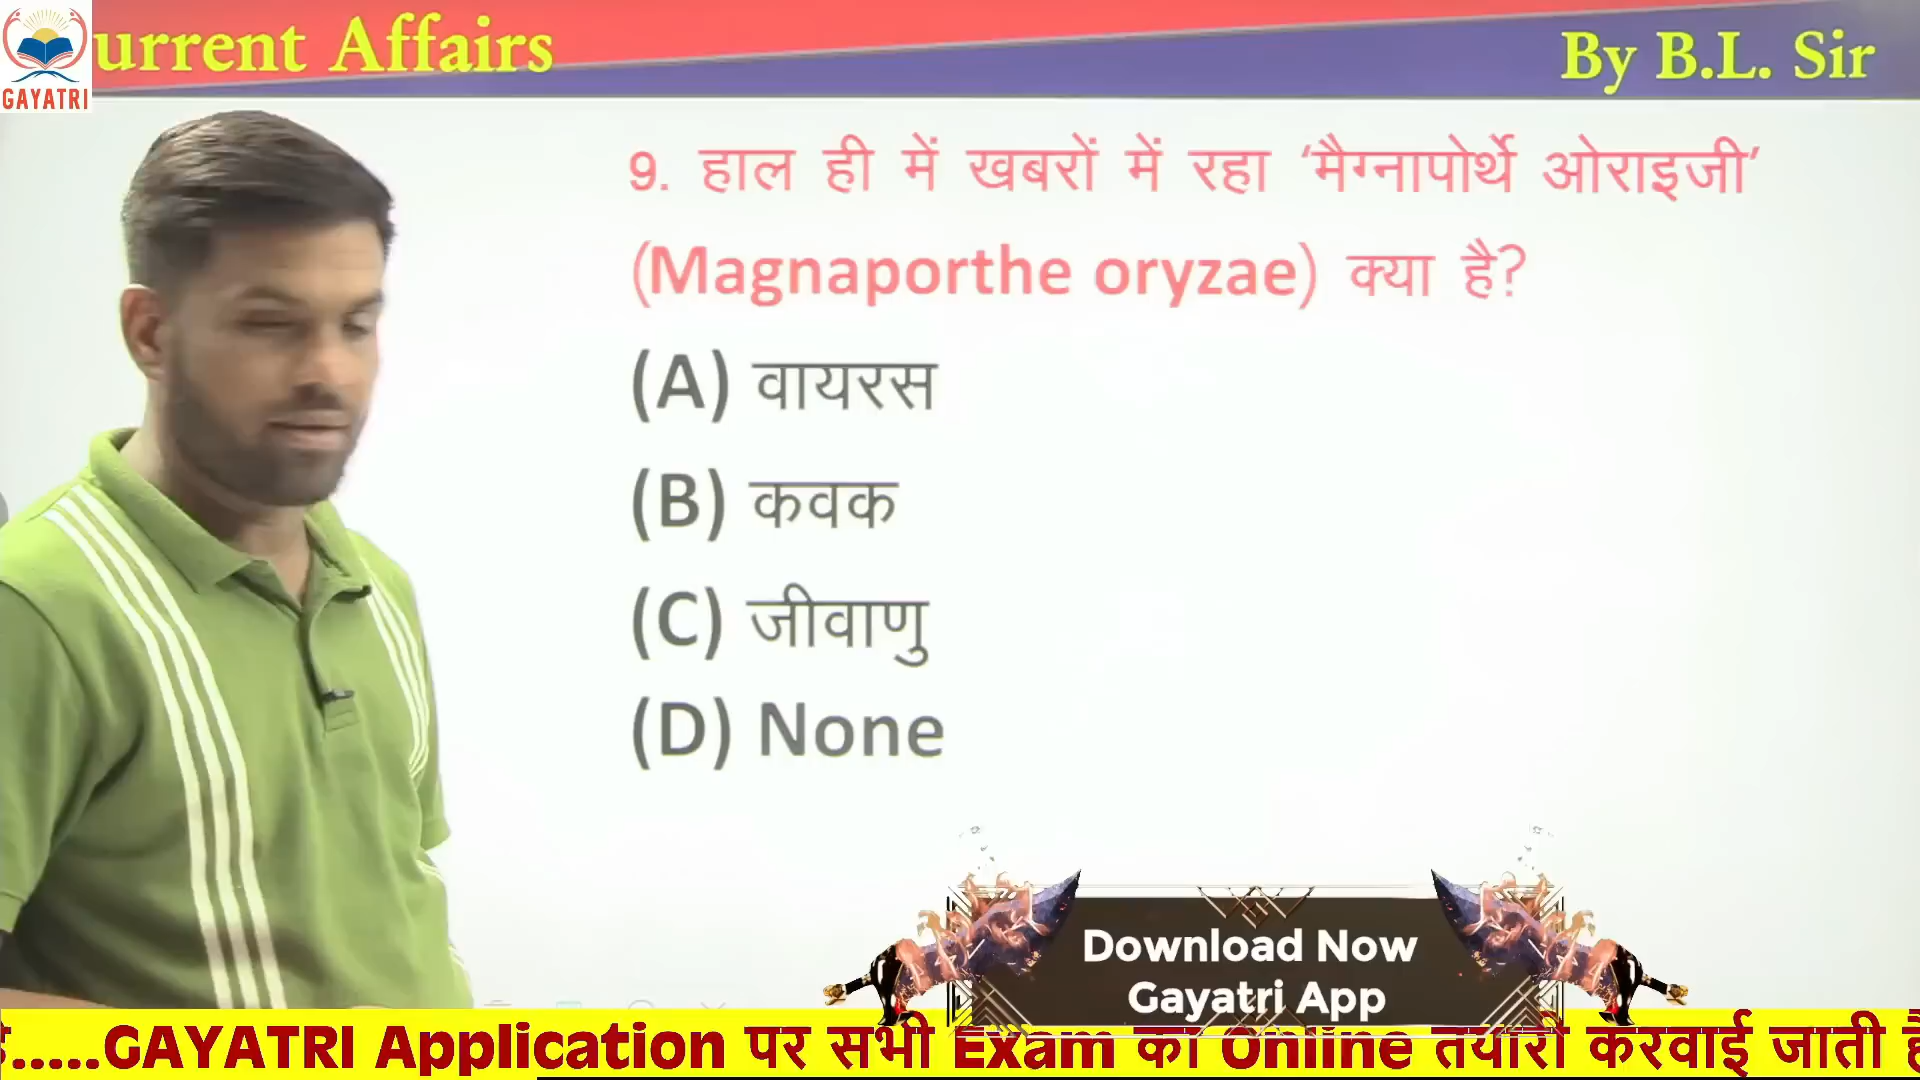 urrent Affairs
By B.L. Sir
GAYATRI
9. हाल ही में खबरों में रहा ‘मैग्नापोर्थे ओराइजी’
(Magnaporthe oryzae) क्या है?
(A) वायरस
(B) कवक
(C) जीवाणु
(D) None
Download Now
Gayatri App
.....GAYATRI Application पर सभी Exam की Online तैयारी करवाई जाती है